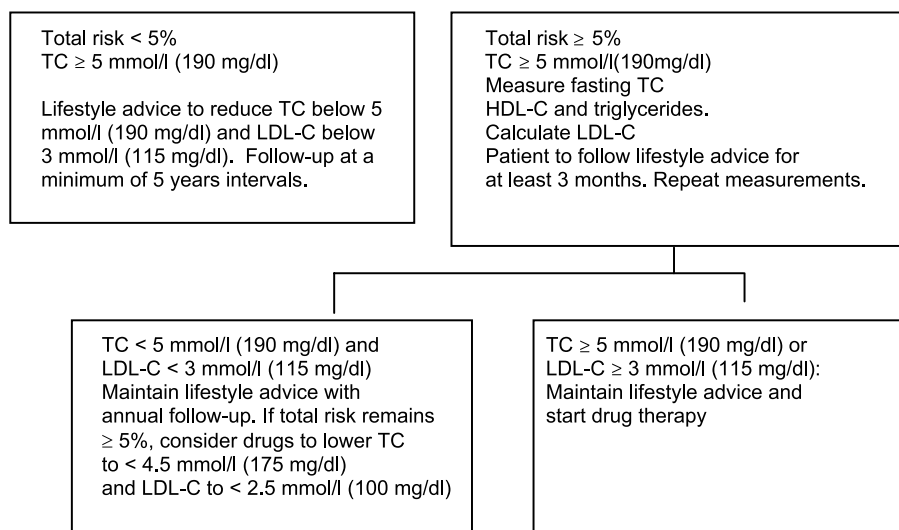 Total risk < 5%
TC ≥ 5 mmol/l (190 mg/dl)
Lifestyle advice to reduce TC below 5
mmol/l (190 mg/dl) and LDL-C below
3 mmol/l (115 mg/dl). Follow-up at a
minimum of 5 years intervals.
Total risk ≥ 5%
TC ≥ 5 mmol/l(190mg/dl)
Measure fasting TC
HDL-C and triglycerides.
Calculate LDL-C
Patient to follow lifestyle advice for
at least 3 months. Repeat measurements.
TC < 5 mmol/l (190 mg/dl) and
LDL-C < 3 mmol/l (115 mg/dl)
Maintain lifestyle advice with
annual follow-up. If total risk remains
≥ 5%, consider drugs to lower TC
to < 4.5 mmol/l (175 mg/dl)
and LDL-C to < 2.5 mmol/l (100 mg/dl)
TC ≥ 5 mmol/l (190 mg/dl) or
LDL-C ≥ 3 mmol/l (115 mg/dl):
Maintain lifestyle advice and
start drug therapy